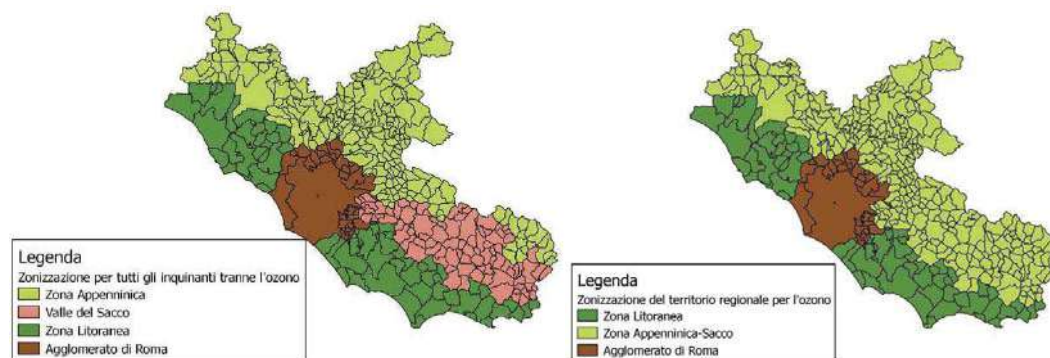 Legenda
Zonizzazione per tutti gli inquinanti tranne l'ozono
Zona Appenninica
Valle del Sacco
Zona Litoranea
Agglomerato di Roma
Legenda
Zonizzazione del territorio regionale per l'ozono
Zona Litoranea
Zona Appenninica-Sacco
Agglomerato di Roma